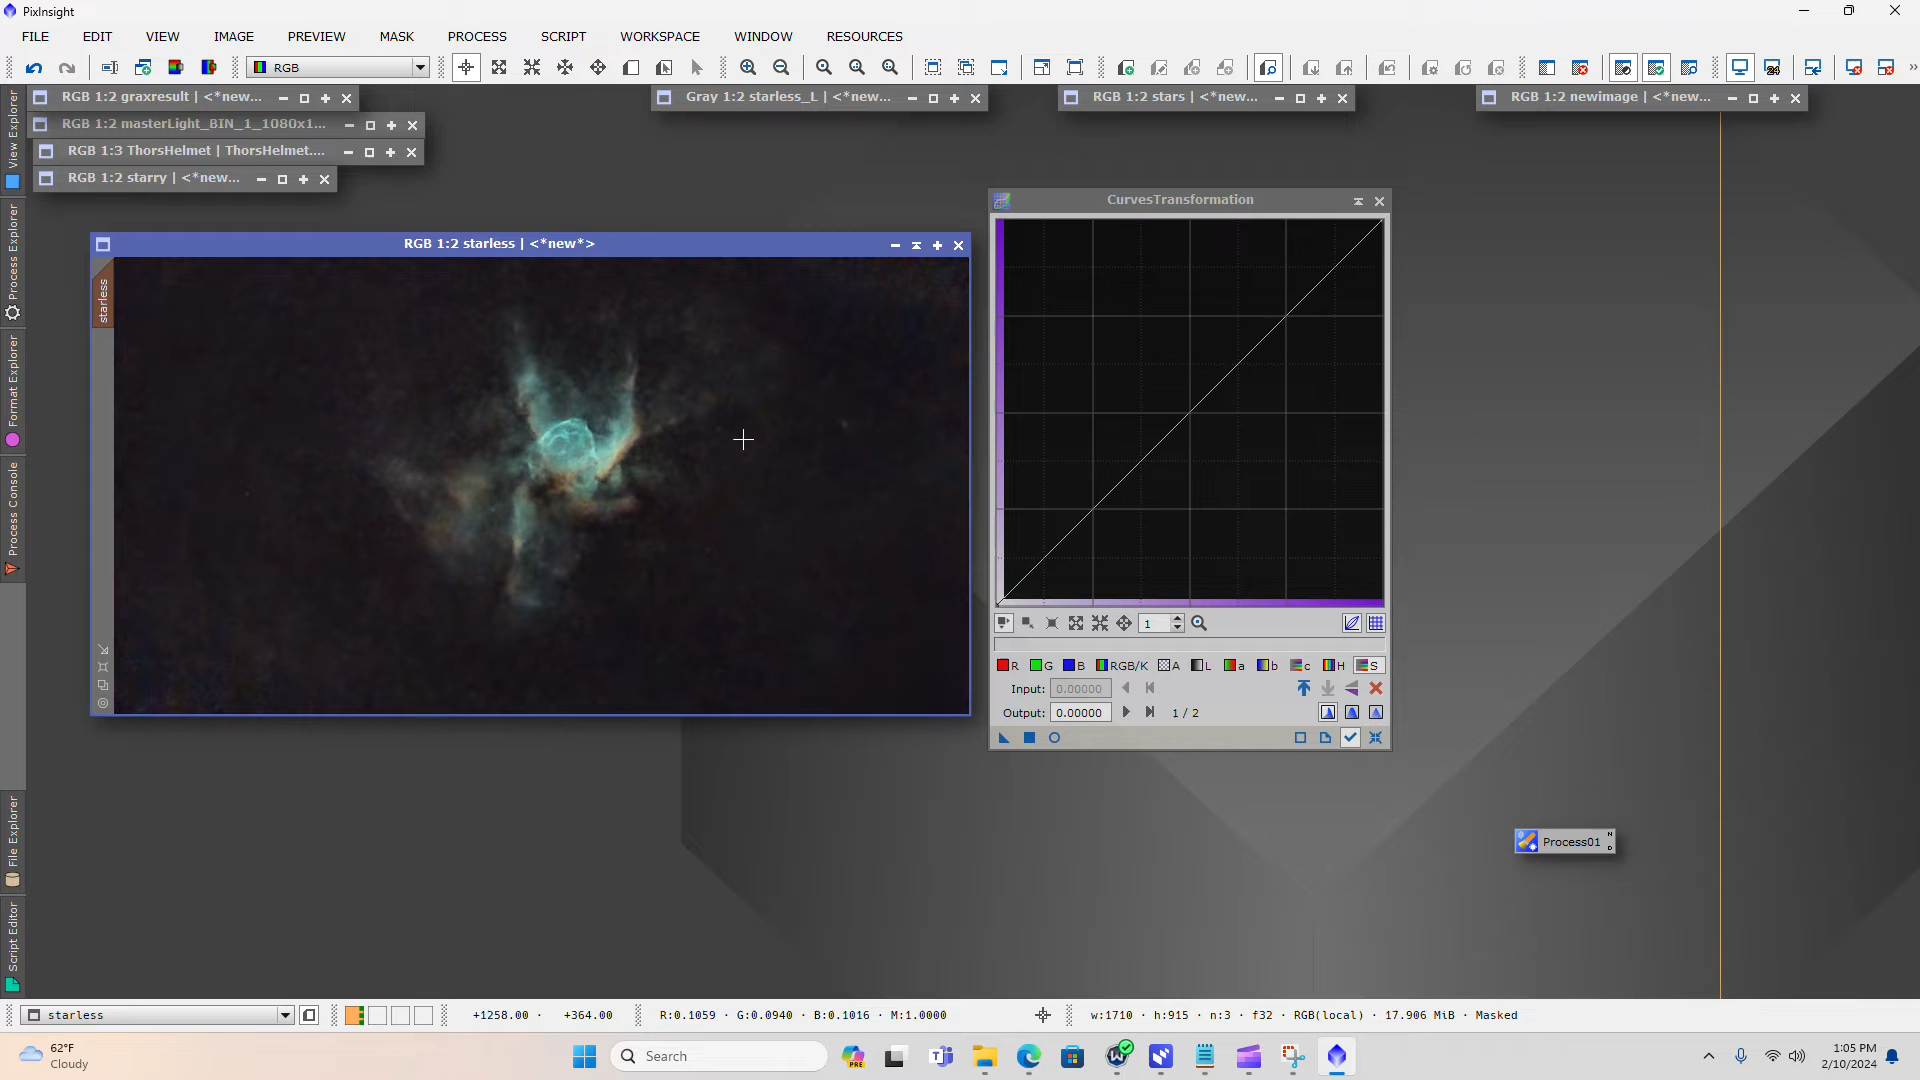 PixInsight
FILE EDIT VIEW IMAGE PREVIEW MASK PROCESS SCRIPT WORKSPACE WINDOW RESOURCES
RGB
RGB 1:2 graxresult | <*new...
Gray 1:2 starless_L | <*new...
RGB 1:2 stars | <*new...
RGB 1:2 newimage | <*new...
RGB 1:2 masterLight_BIN_1_1080x1...
RGB 1:3 ThorsHelmet | ThorsHelmet....
RGB 1:2 starry | <*new...
View Explorer
Process Explorer
Format Explorer
Process Console
File Explorer
Script Editor
RGB 1:2 starless | <*new*>
starless
CurvesTransformation
1
R G B RGB/K A L a b c H S
Input: 0.00000
Output: 0.00000 1 / 2
Process01
starless
+1258.00 · +364.00
R:0.1059 · G:0.0940 · B:0.1016 · M:1.0000
w:1710 · h:915 · n:3 · f32 · RGB(local) · 17.906 MiB · Masked
62°F
Cloudy
Search
PRE
1:05 PM
2/10/2024